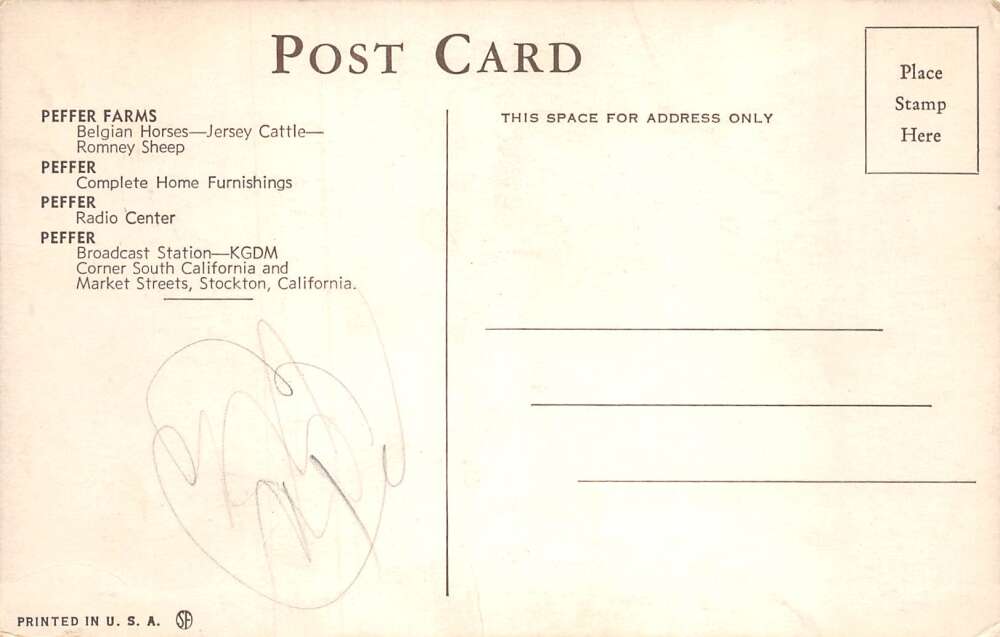 POST CARD
Place
Stamp
Here
PEFFER FARMS
Belgian Horses—Jersey Cattle—
Romney Sheep
PEFFER
Complete Home Furnishings
PEFFER
Radio Center
PEFFER
Broadcast Station—KGDM
Corner South California and
Market Streets, Stockton, California.
THIS SPACE FOR ADDRESS ONLY
PRINTED IN U. S. A.